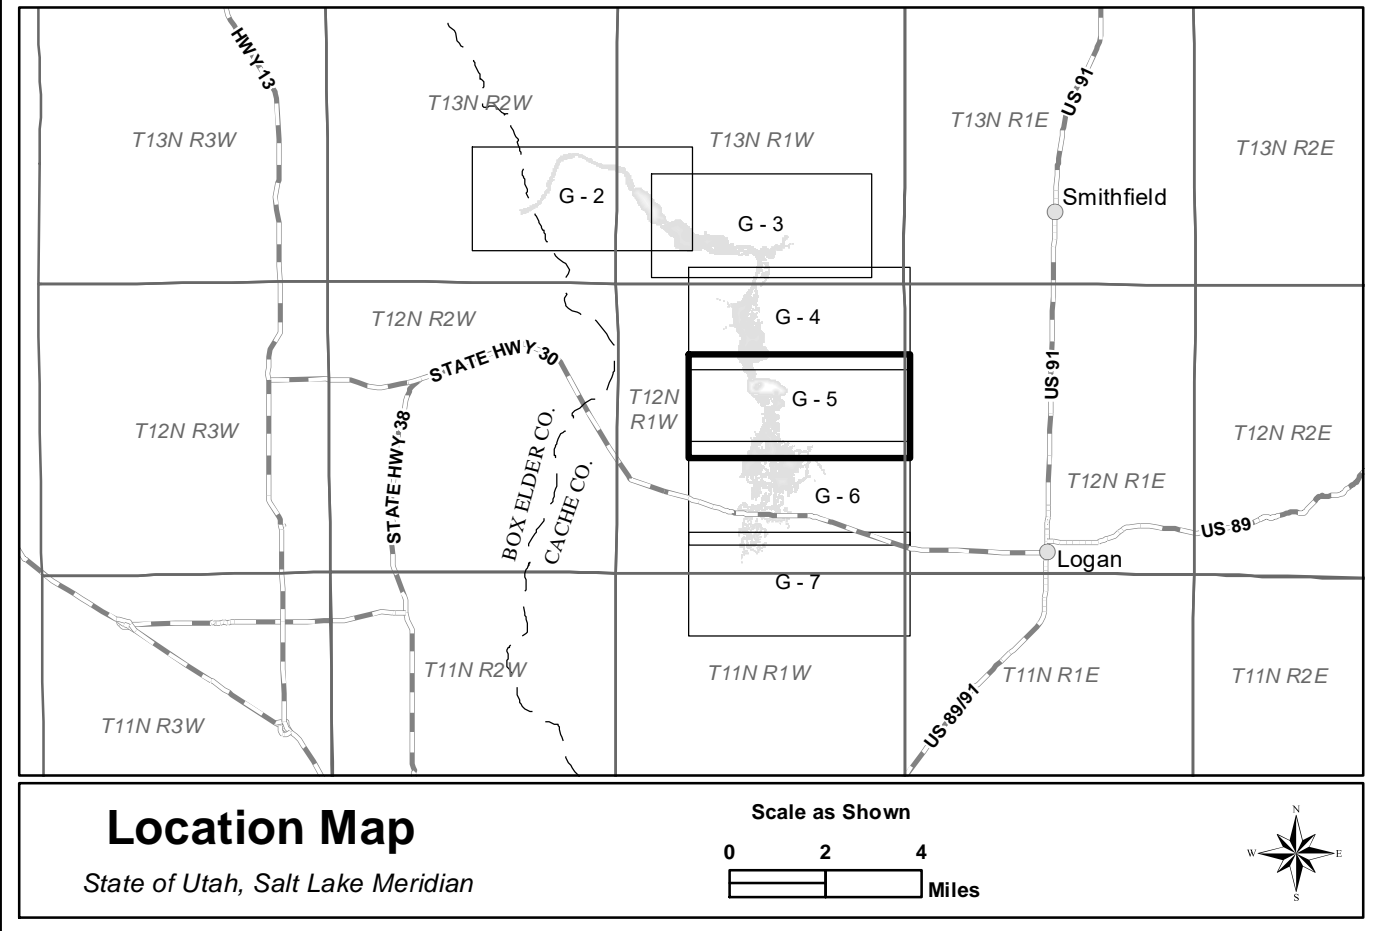 HWY 13
US 91
T13N R2W
T13N R3W
T13N R1W
T13N R1E
T13N R2E
Smithfield
G - 2
G - 3
T12N R2W
G - 4
STATE HWY 30
US 91
T12N
R1W
G - 5
T12N R3W
STATE HWY 38
BOX ELDER CO.
CACHE CO.
T12N R2E
T12N R1E
G - 6
US 89
Logan
G - 7
T11N R2W
T11N R1W
T11N R1E
T11N R2E
US 89/91
T11N R3W
Location Map
State of Utah, Salt Lake Meridian
Scale as Shown
0 2 4
Miles
N
W E
S